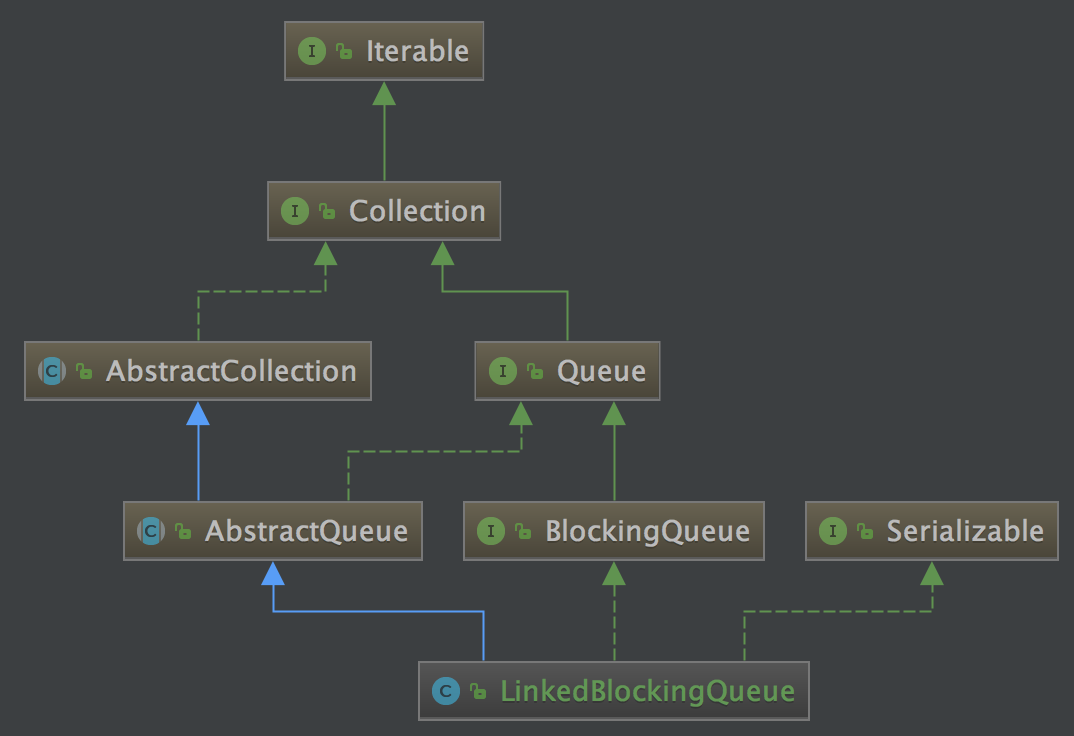 I Iterable
I Collection
C AbstractCollection
I Queue
C AbstractQueue
I BlockingQueue
I Serializable
C LinkedBlockingQueue